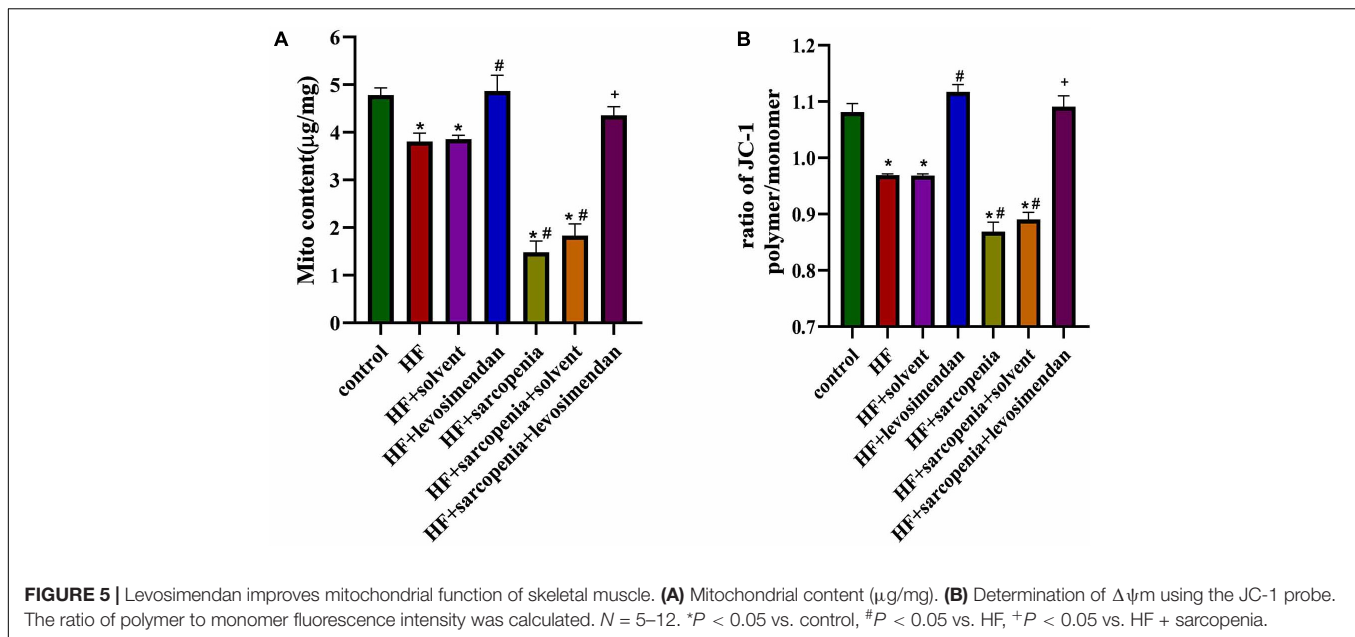 A
Mito content(μg/mg)
6
5
4
3
2
1
0
*
*
#
*#
*#
+
control
HF
HF+solvent
HF+levosimendan
HF+sarcopenia
HF+sarcopenia+solvent
HF+sarcopenia+levosimendan
B
ratio of JC-1
polymer/monomer
1.2
1.1
1.0
0.9
0.8
0.7
*
*
#
*#
*#
+
control
HF
HF+solvent
HF+levosimendan
HF+sarcopenia
HF+sarcopenia+solvent
HF+sarcopenia+levosimendan
FIGURE 5 | Levosimendan improves mitochondrial function of skeletal muscle. (A) Mitochondrial content (μg/mg). (B) Determination of Δψm using the JC-1 probe.
The ratio of polymer to monomer fluorescence intensity was calculated. N = 5–12. *P < 0.05 vs. control, #P < 0.05 vs. HF, +P < 0.05 vs. HF + sarcopenia.